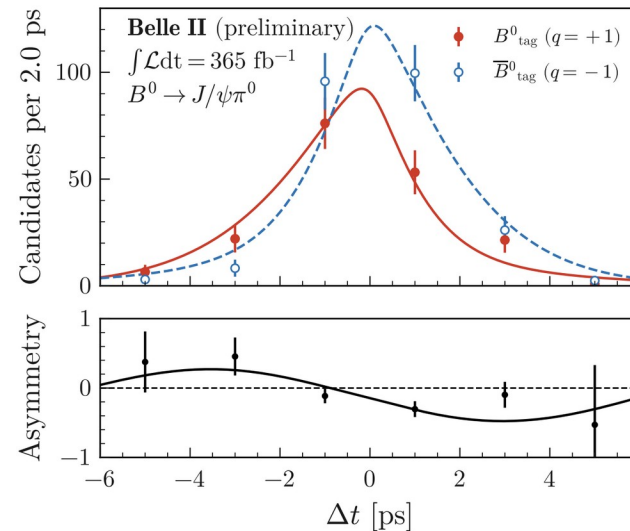 Belle II (preliminary)
∫ℒdt = 365 fb⁻¹
B⁰ → J/ψπ⁰
B⁰tag (q = +1)
B̅⁰tag (q = −1)
Candidates per 2.0 ps
100
50
0
Asymmetry
1
0
−1
−6 −4 −2 0 2 4
Δt [ps]